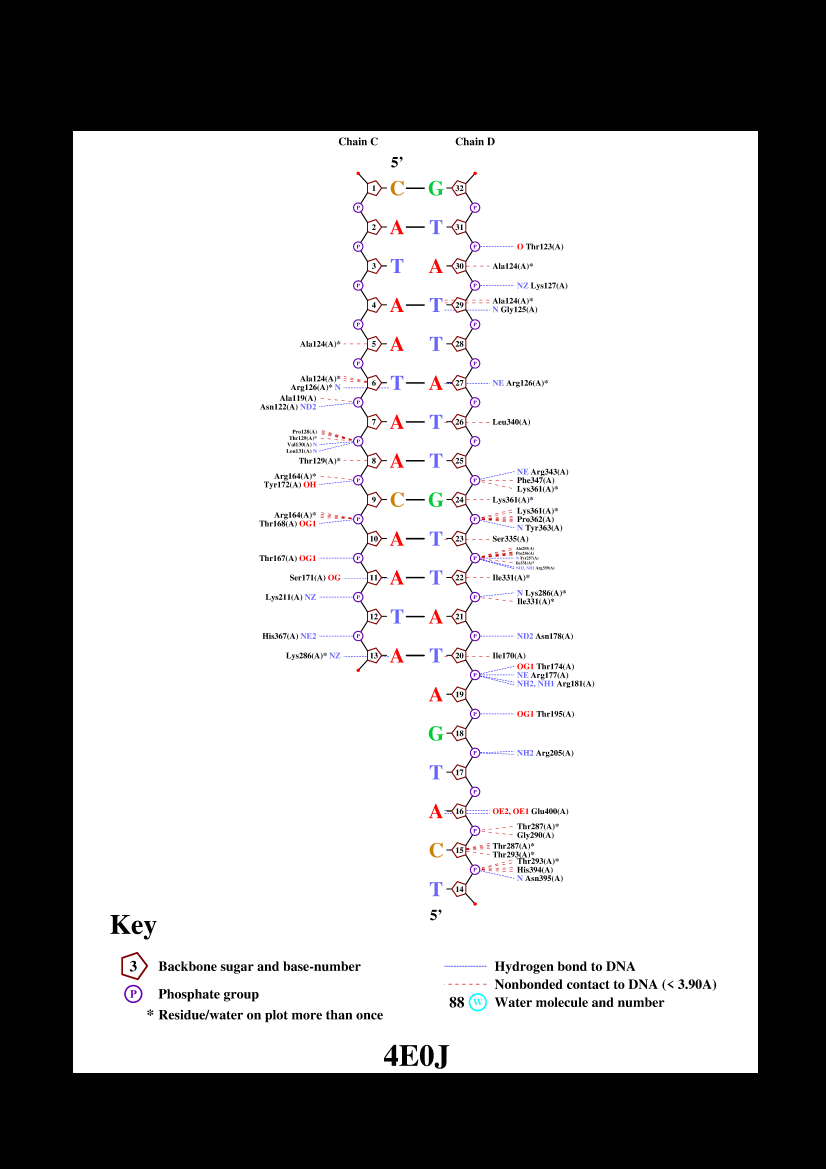 Chain C Chain D
5’
1 C G 32
P P
2 A T 31
P P O Thr123(A)
3 T A 30 Ala124(A)*
P P NZ Lys127(A)
4 A T 29 Ala124(A)*
N Gly125(A)
P P
Ala124(A)* 5 A T 28
P P
Ala124(A)* 6 T A 27 NE Arg126(A)*
Arg126(A)* N
Ala119(A)
Asn122(A) ND2 P P
7 A T 26 Leu340(A)
Pro128(A)
Thr129(A)*
Val130(A) N P P
Leu131(A) N
Thr129(A)* 8 A T 25
Arg164(A)* P P NE Arg343(A)
Tyr172(A) OH Phe347(A)
Lys361(A)*
9 C G 24 Lys361(A)*
Arg164(A)* P P Lys361(A)*
Thr168(A) OG1 Pro362(A)
N Tyr363(A)
10 A T 23 Ser335(A)
Thr167(A) OG1 P P
Ser171(A) OG 11 A T 22 Ile331(A)*
Lys211(A) NZ P P N Lys286(A)*
Ile331(A)*
12 T A 21
His367(A) NE2 P P ND2 Asn178(A)
Lys286(A)* NZ 13 A T 20 Ile170(A)
OG1 Thr174(A)
P NE Arg177(A)
NH2, NH1 Arg181(A)
A 19
P OG1 Thr195(A)
G 18
P NH2 Arg205(A)
T 17
P
A 16 OE2, OE1 Glu400(A)
P Thr287(A)*
Gly290(A)
C 15 Thr287(A)*
Thr293(A)*
Thr293(A)*
P His394(A)
N Asn395(A)
T 14
5’
Key
3 Backbone sugar and base-number
P Phosphate group
* Residue/water on plot more than once
Hydrogen bond to DNA
Nonbonded contact to DNA (< 3.90A)
88 W Water molecule and number
4E0J